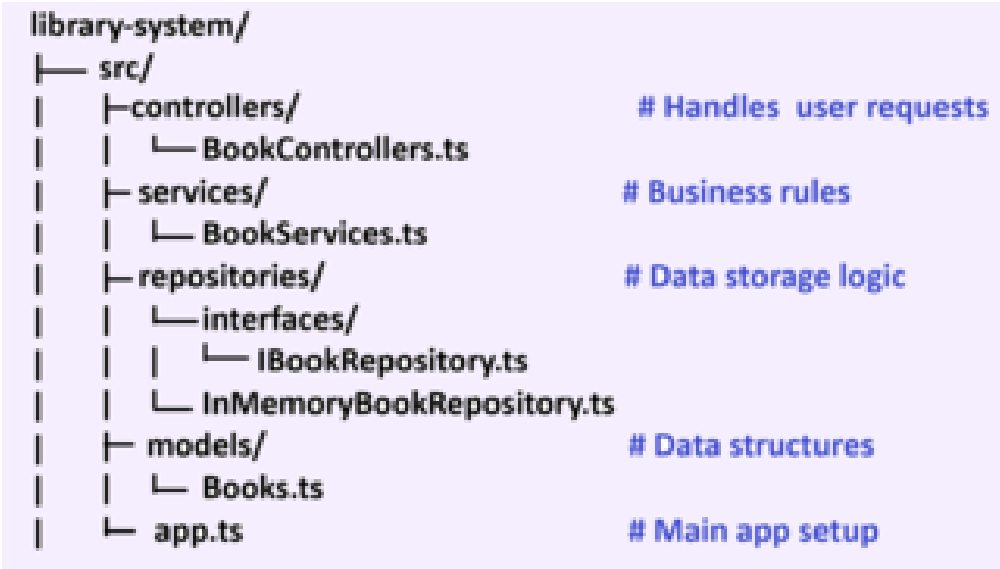 library-system/
├── src/
│ ├─controllers/ # Handles user requests
│ │ └──BookControllers.ts
│ ├─ services/ # Business rules
│ │ └── BookServices.ts
│ ├─ repositories/ # Data storage logic
│ │ └──interfaces/
│ │ │ └── IBookRepository.ts
│ │ └─ InMemoryBookRepository.ts
│ ├─ models/ # Data structures
│ │ └─ Books.ts
│ └─ app.ts # Main app setup